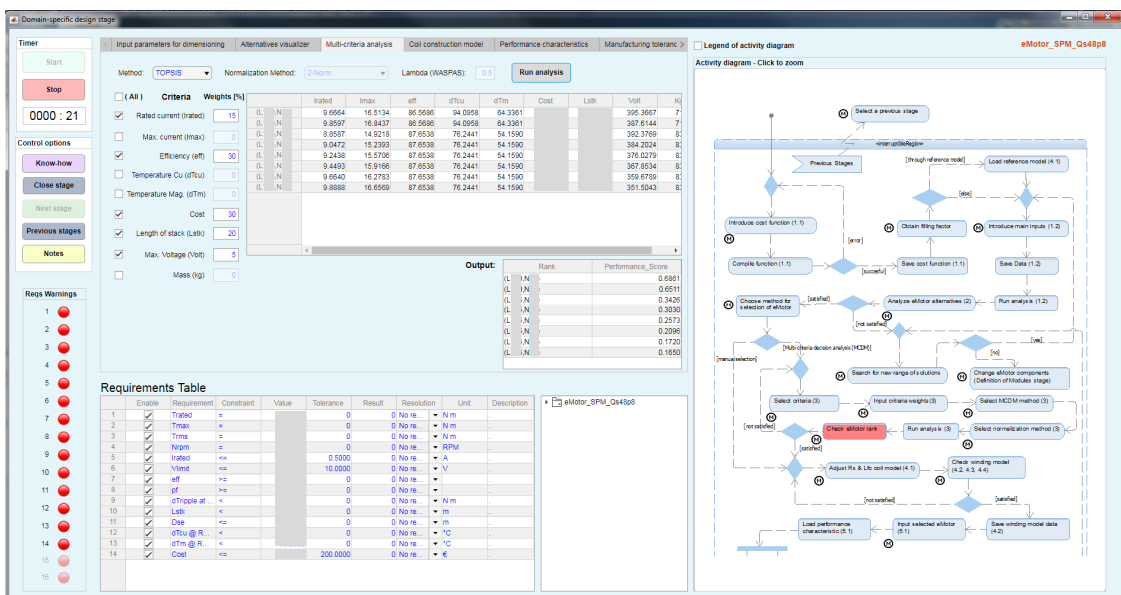 Domain-specific design stage
Timer
Start
Stop
0000 : 21
Control options
Know-how
Close stage
Next stage
Previous stages
Notes
Reqs Warnings
1
2
3
4
5
6
7
8
9
10
11
12
13
14
15
16
Input parameters for dimensioning
Alternatives visualizer
Multi-criteria analysis
Coil construction model
Performance characteristics
Manufacturing toleranc
Method: TOPSIS Normalization Method: 2-Norm Lambda (WASPAS): 0.5 Run analysis
( All ) Criteria Weights [%]
Rated current (Irated) 15
Max. current (Imax) 0
Efficiency (eff) 30
Temperature Cu (dTcu) 0
Temperature Mag. (dTm) 0
Cost 30
Length of stack (Lstk) 20
Max. Voltage (Volt) 5
Mass (kg) 0
Irated Imax eff dTcu dTm Cost Lstk Volt
(L ,N 9.6664 16.5134 86.5686 94.0958 64.3361 395.3667 7
(L ,N 9.8597 16.8437 86.5686 94.0958 64.3361 387.6144 7
(L ,N 8.8587 14.9218 87.6538 76.2441 54.1590 392.3769 8
(L ,N 9.0472 15.2393 87.6538 76.2441 54.1590 384.2024 8
(L ,N 9.2438 15.5706 87.6538 76.2441 54.1590 376.0279 8
(L ,N 9.4493 15.9166 87.6538 76.2441 54.1590 367.8534 8
(L ,N 9.6640 16.2783 87.6538 76.2441 54.1590 359.6789 8
(L ,N 9.8888 16.6569 87.6538 76.2441 54.1590 351.5043 8
Output:
Rank Performance_Score
(L ,N 0.6861
(L ,N 0.6511
(L ,N 0.3426
(L ,N 0.3030
(L ,N 0.2573
(L ,N 0.2096
(L ,N 0.1720
(L ,N 0.1650
Requirements Table
Enable Requirement Constraint Value Tolerance Result Resolution Unit Description
1 Trated = 0 0 No re... N m .
2 Tmax = 0 0 No re... N m .
3 Trms = 0 0 No re... N m .
4 Nrpm = 0 0 No re... RPM .
5 Irated <= 0.5000 0 No re... A .
6 Vlimit <= 10.0000 0 No re... V .
7 eff >= 0 0 No re... .
8 pf >= 0 0 No re... .
9 dTripple at ... < 0 0 No re... N m .
10 Lstk < 0 0 No re... m .
11 Dse <= 0 0 No re... m .
12 dTcu @ R... < 0 0 No re... °C .
13 dTm @ R... < 0 0 No re... °C .
14 Cost <= 200.0000 0 No re... € .
eMotor_SPM_Qs48p8
Legend of activity diagram
eMotor_SPM_Qs48p8
Activity diagram - Click to zoom
Select a previous stage
«interruptibleRegion»
Previous Stages
[through reference model]
Load reference model (4.1)
[else]
Introduce cost function (1.1)
Obtain filling factor
Introduce main inputs (1.2)
[error]
Compile function (1.1)
[succesful]
Save cost function (1.1)
Save Data (1.2)
Choose method for
selection of eMotor
[satisfied]
Analyze eMotor alternatives (2)
Run analysis (1.2)
[not satisfied]
[yes]
[Multi-criteria decision analysis (MCDM)]
[no]
[manual selection]
Search for new range of solutions
Change eMotor components
(Definition of Modules stage)
Select criteria (3)
Input criteria weights (3)
Select MCDM method (3)
[not satisfied]
Check eMotor rank
Run analysis (3)
Select normalization method (3)
[satisfied]
Adjust Rs & Lfc coil model (4.1)
Check winding model
(4.2, 4.3, 4.4)
[not satisfied]
[satisfied]
Load performance
characteristic (5.1)
Input selected eMotor
(5.1)
Save winding model data
(4.2)